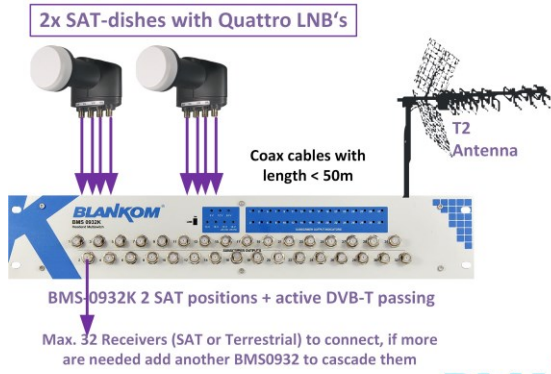 2x SAT-dishes with Quattro LNB‘s
T2
Antenna
Coax cables with
length < 50m
BLANKOM®
BMS 0932K
BMS-0932K 2 SAT positions + active DVB-T passing
Max. 32 Receivers (SAT or Terrestrial) to connect, if more
are needed add another BMS0932 to cascade them